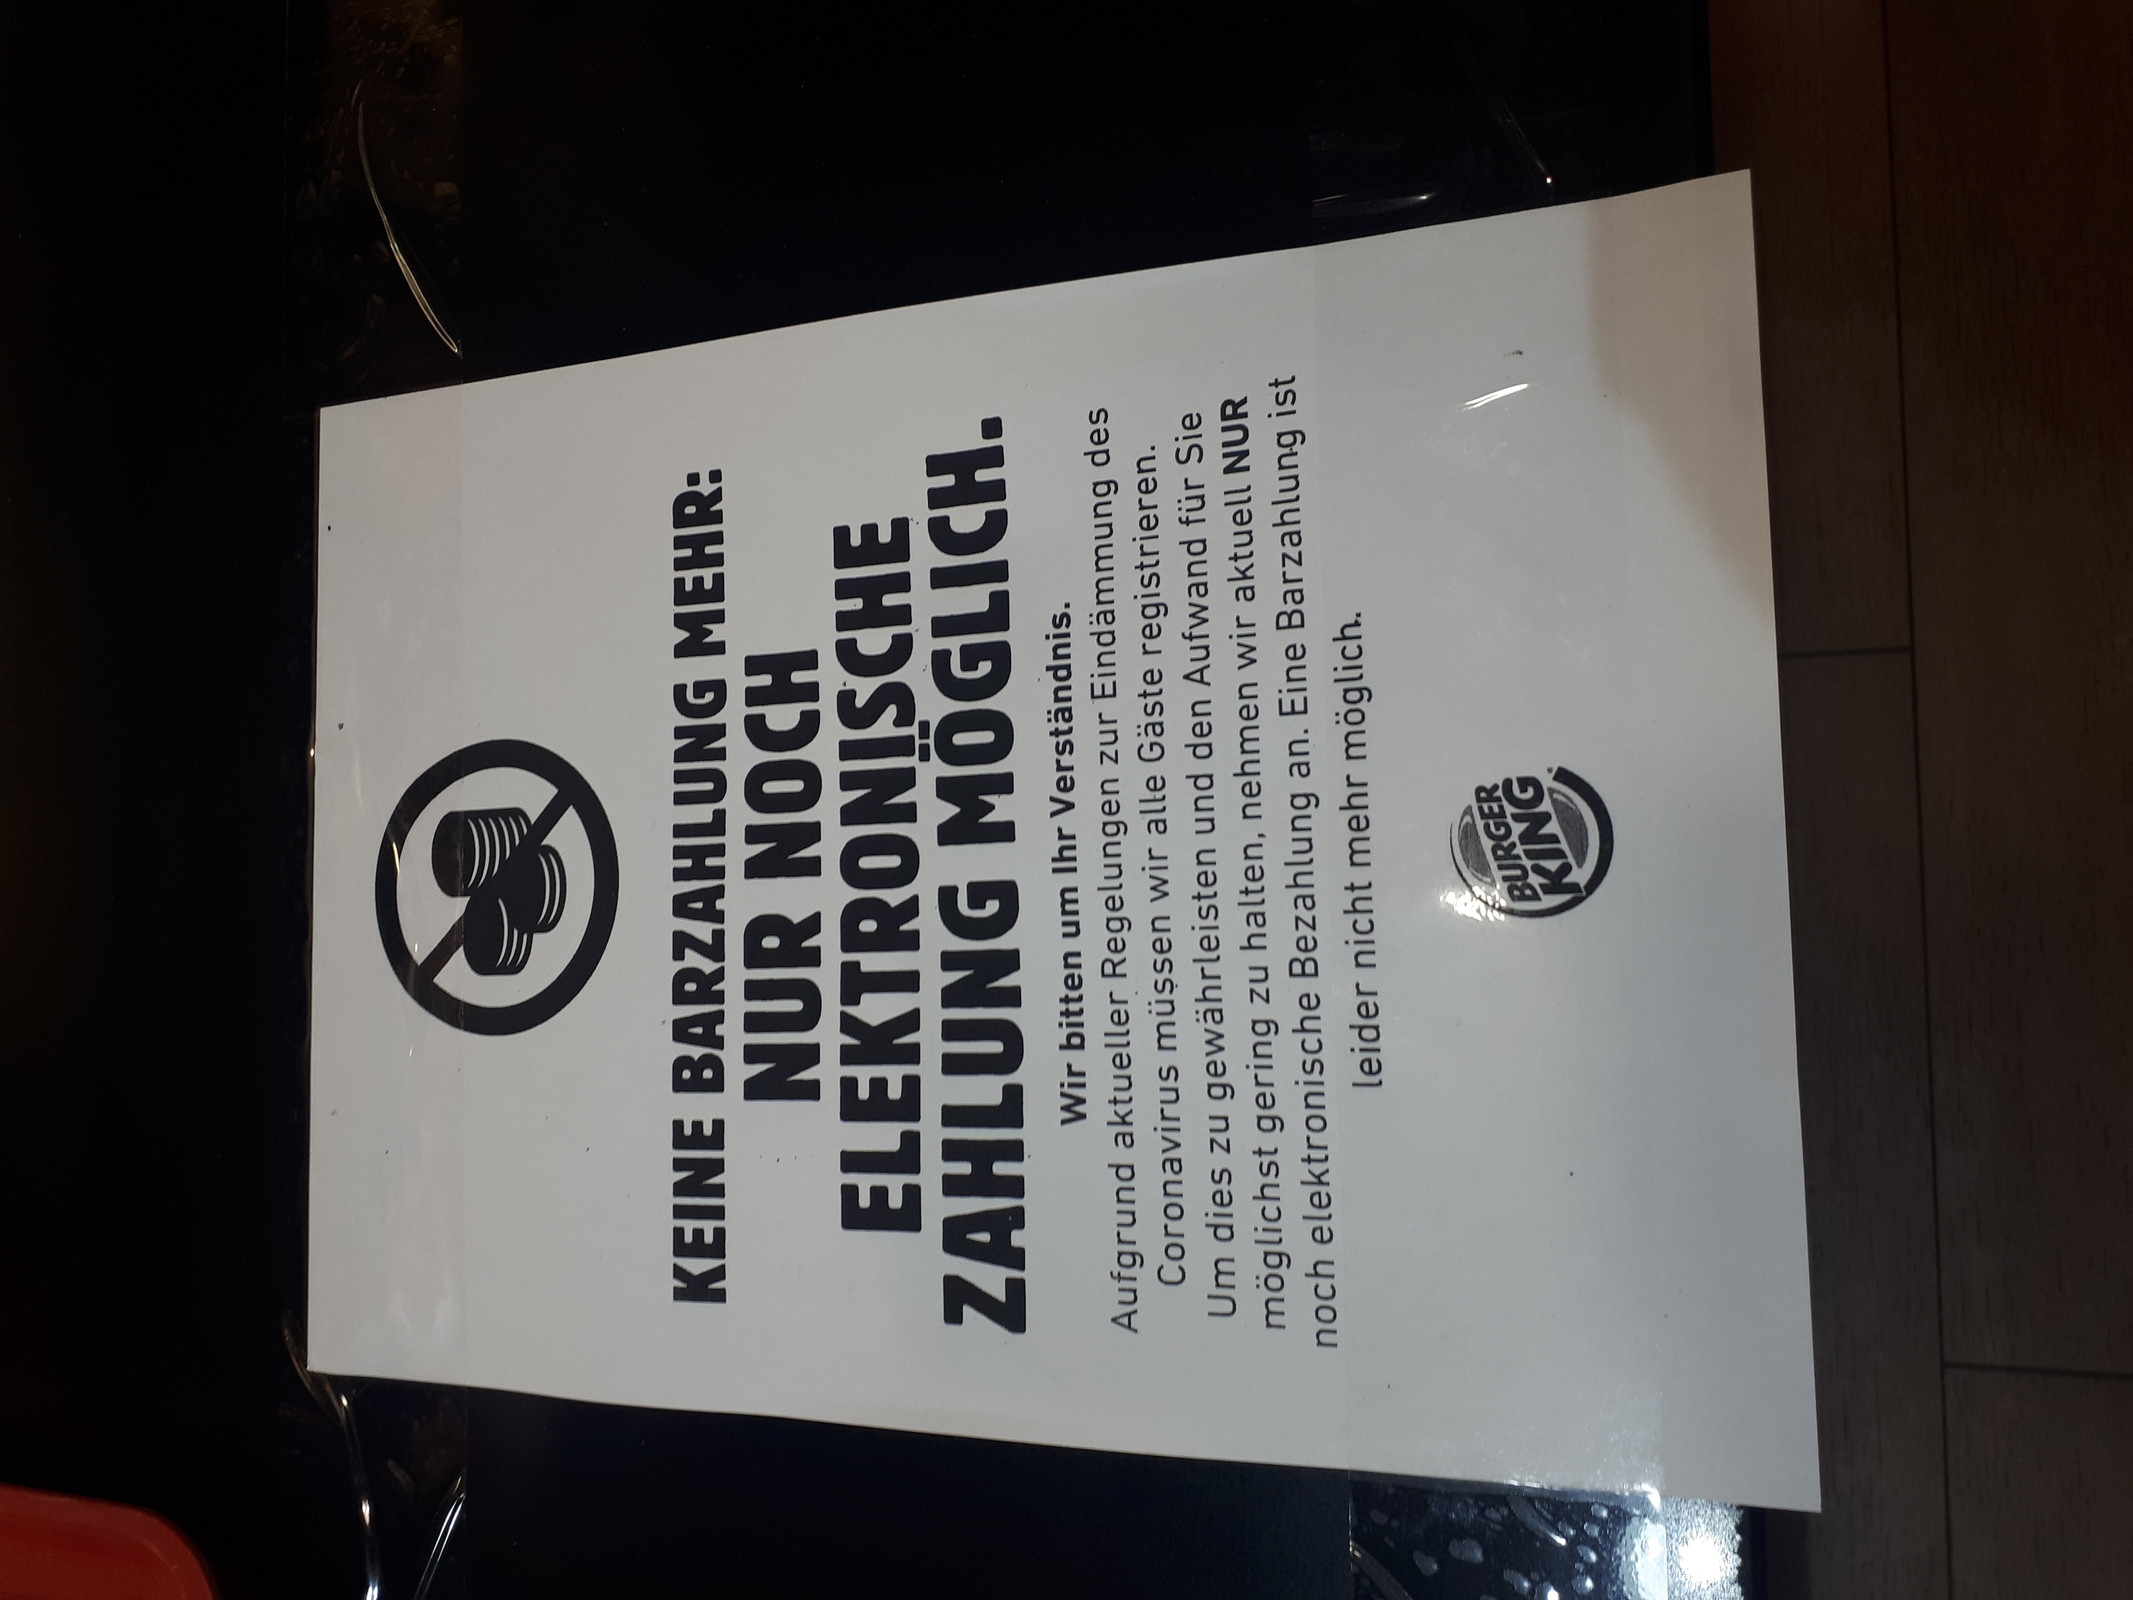 KEINE BARZAHLUNG MEHR:
NUR NOCH
ELEKTRONISCHE
ZAHLUNG MÖGLICH.
Wir bitten um Ihr Verständnis.
Aufgrund aktueller Regelungen zur Eindämmung des
Coronavirus müssen wir alle Gäste registrieren.
Um dies zu gewährleisten und den Aufwand für Sie
möglichst gering zu halten, nehmen wir aktuell NUR
noch elektronische Bezahlung an. Eine Barzahlung ist
leider nicht mehr möglich.
BURGER
KING